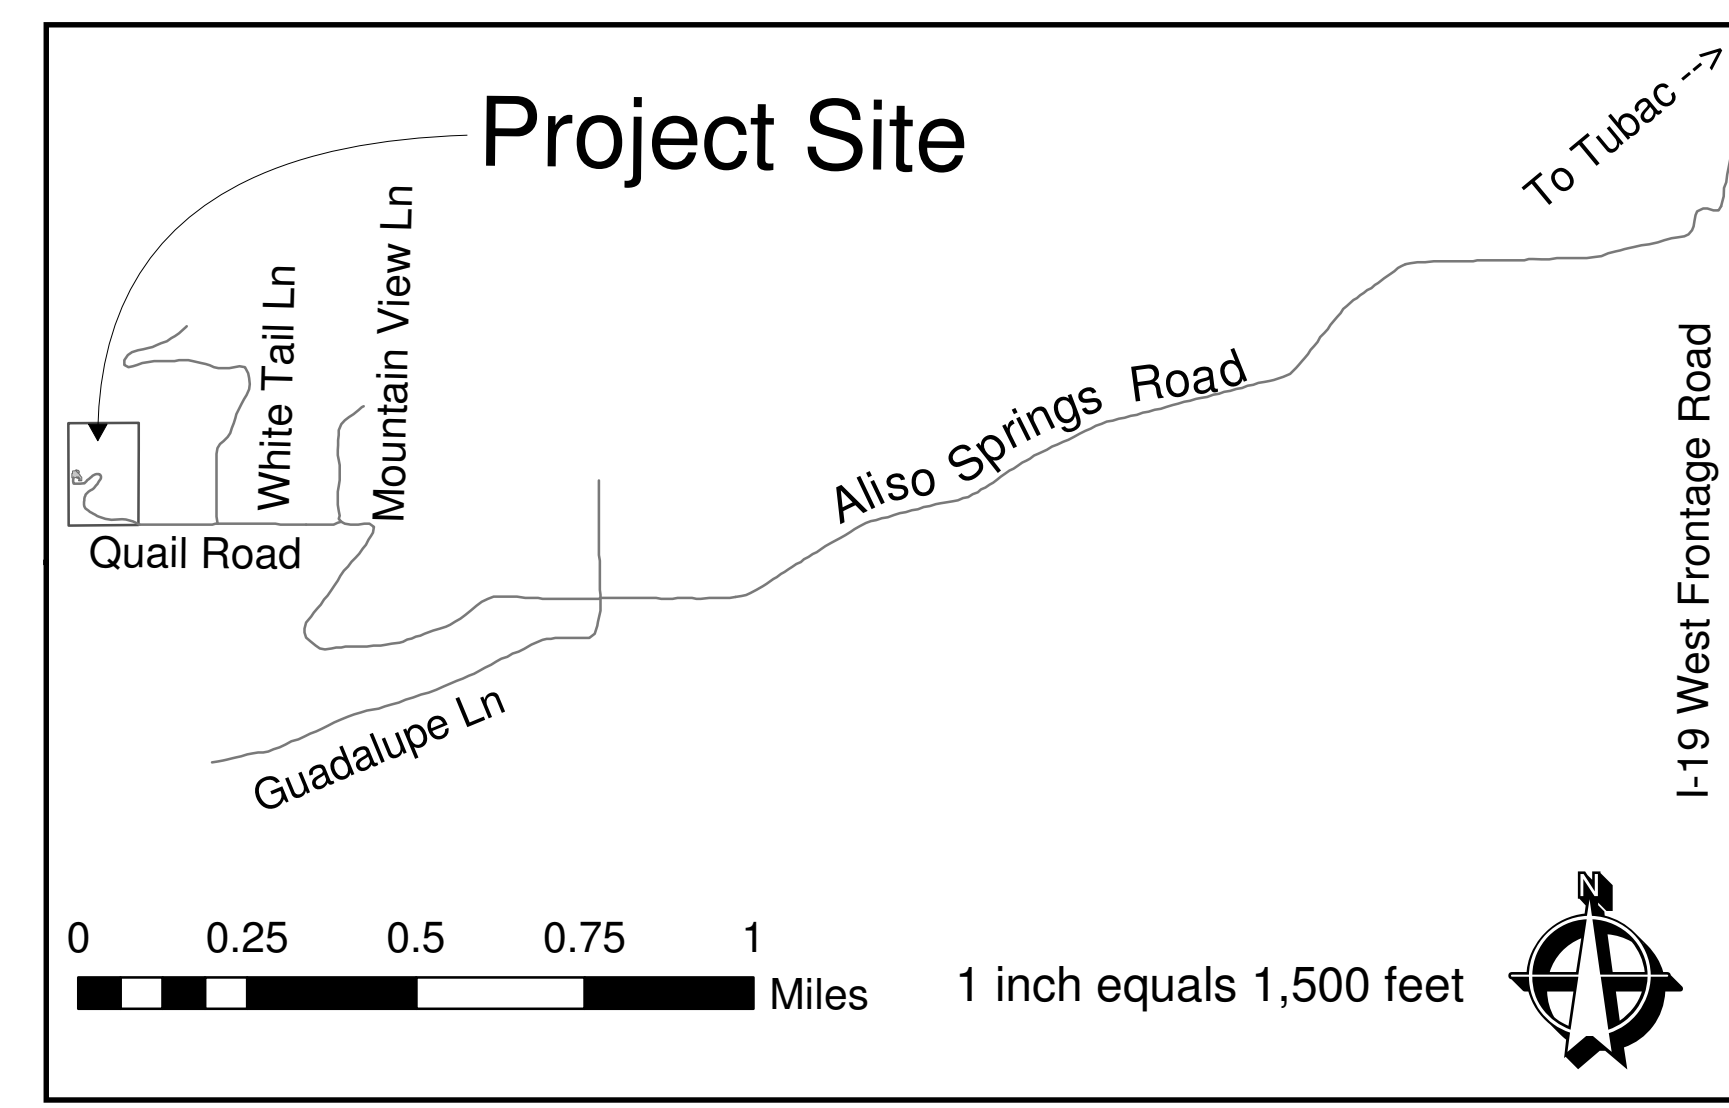 Project Site
To Tubac -->
Mountain View Ln
White Tail Ln
Aliso Springs Road
I-19 West Frontage Road
Quail Road
Guadalupe Ln
0 0.25 0.5 0.75 1
Miles
1 inch equals 1,500 feet
N